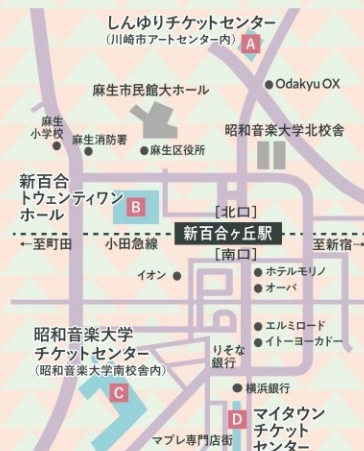 しんゆりチケットセンター
(川崎市アートセンター内)
A
Odakyu OX
麻生市民館大ホール
麻生
小学校
麻生消防署
麻生区役所
昭和音楽大学北校舎
新百合
トウェンティワン
ホール
B
[北口]
←至町田
小田急線
新百合ヶ丘駅
至新宿→
[南口]
イオン
ホテルモリノ
オーパ
エルミロード
イトーヨーカドー
昭和音楽大学
チケットセンター
(昭和音楽大学南校舎内)
C
りそな
銀行
横浜銀行
D
マイタウン
チケット
センター
マプレ専門店街